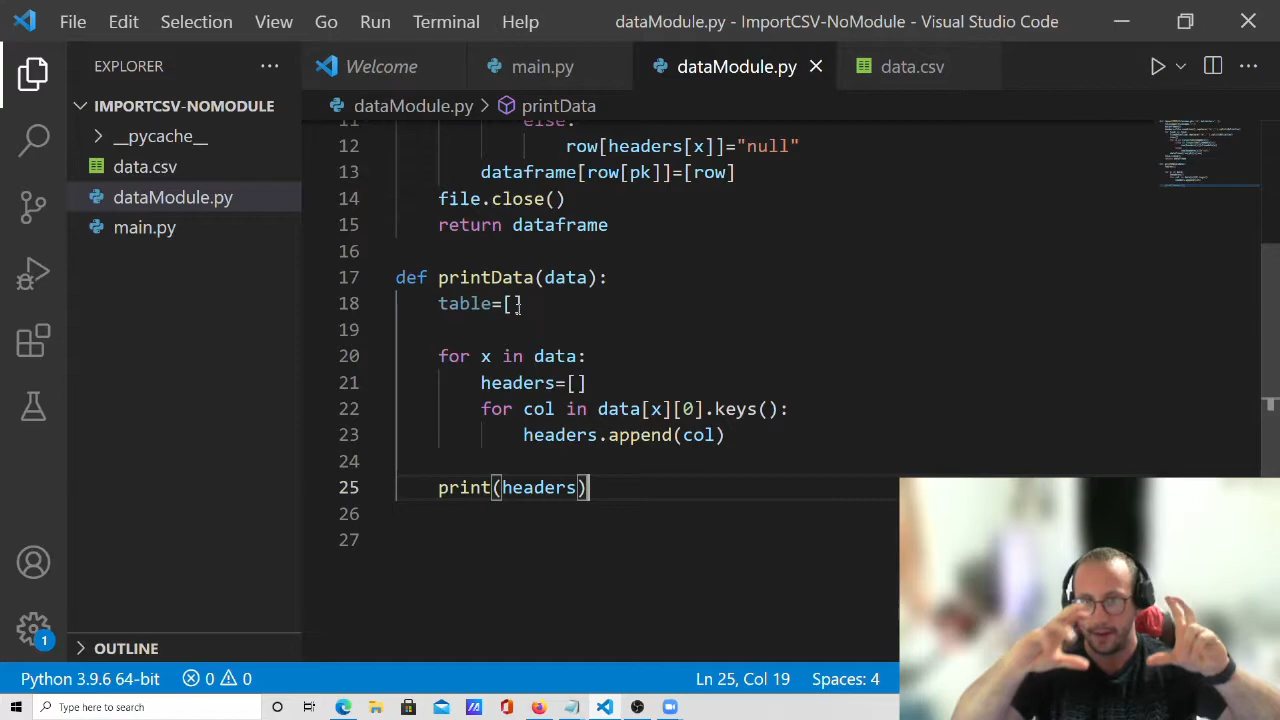 File Edit Selection View Go Run Terminal Help dataModule.py - ImportCSV-NoModule - Visual Studio Code
EXPLORER
Welcome main.py dataModule.py data.csv
IMPORTCSV-NOMODULE
__pycache__
data.csv
dataModule.py
main.py
dataModule.py > printData
11 else:
12 row[headers[x]]="null"
13 dataframe[row[pk]]=[row]
14 file.close()
15 return dataframe
16
17 def printData(data):
18 table=[]
19
20 for x in data:
21 headers=[]
22 for col in data[x][0].keys():
23 headers.append(col)
24
25 print(headers)
26
27
OUTLINE
1
Python 3.9.6 64-bit 0 0 Ln 25, Col 19 Spaces: 4
Type here to search